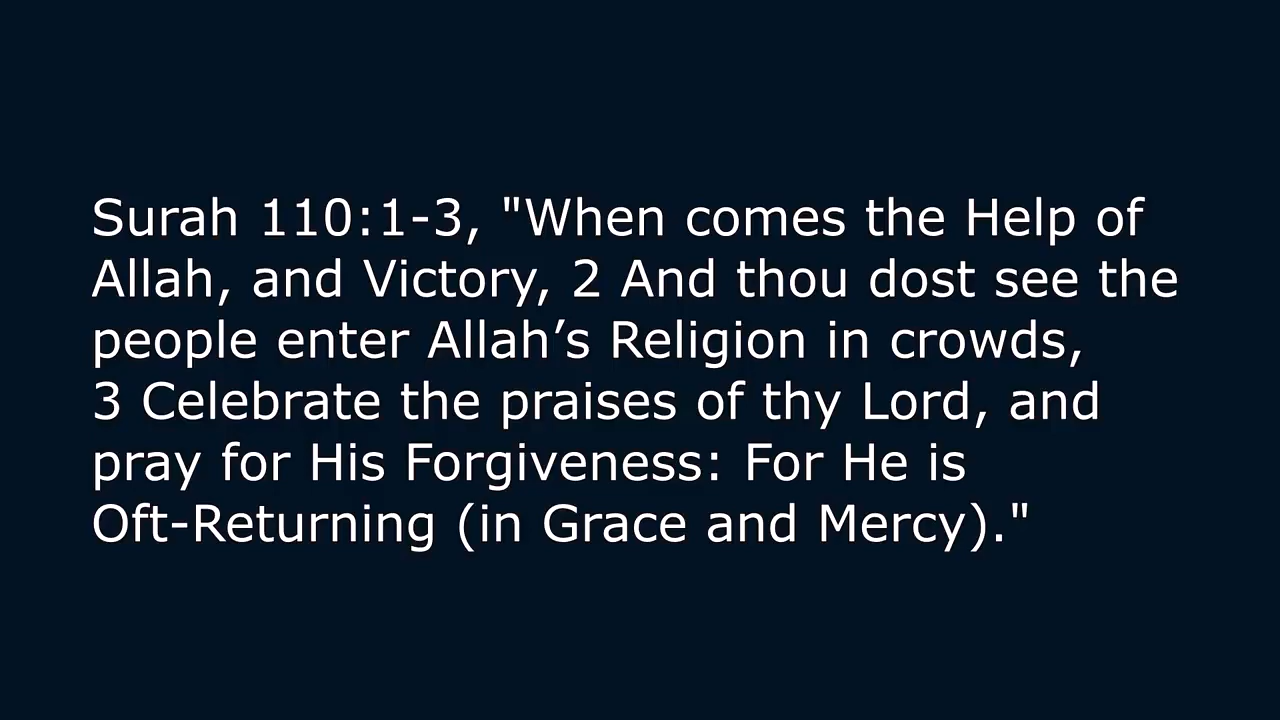 Surah 110:1-3, "When comes the Help of
Allah, and Victory, 2 And thou dost see the
people enter Allah’s Religion in crowds,
3 Celebrate the praises of thy Lord, and
pray for His Forgiveness: For He is
Oft-Returning (in Grace and Mercy)."